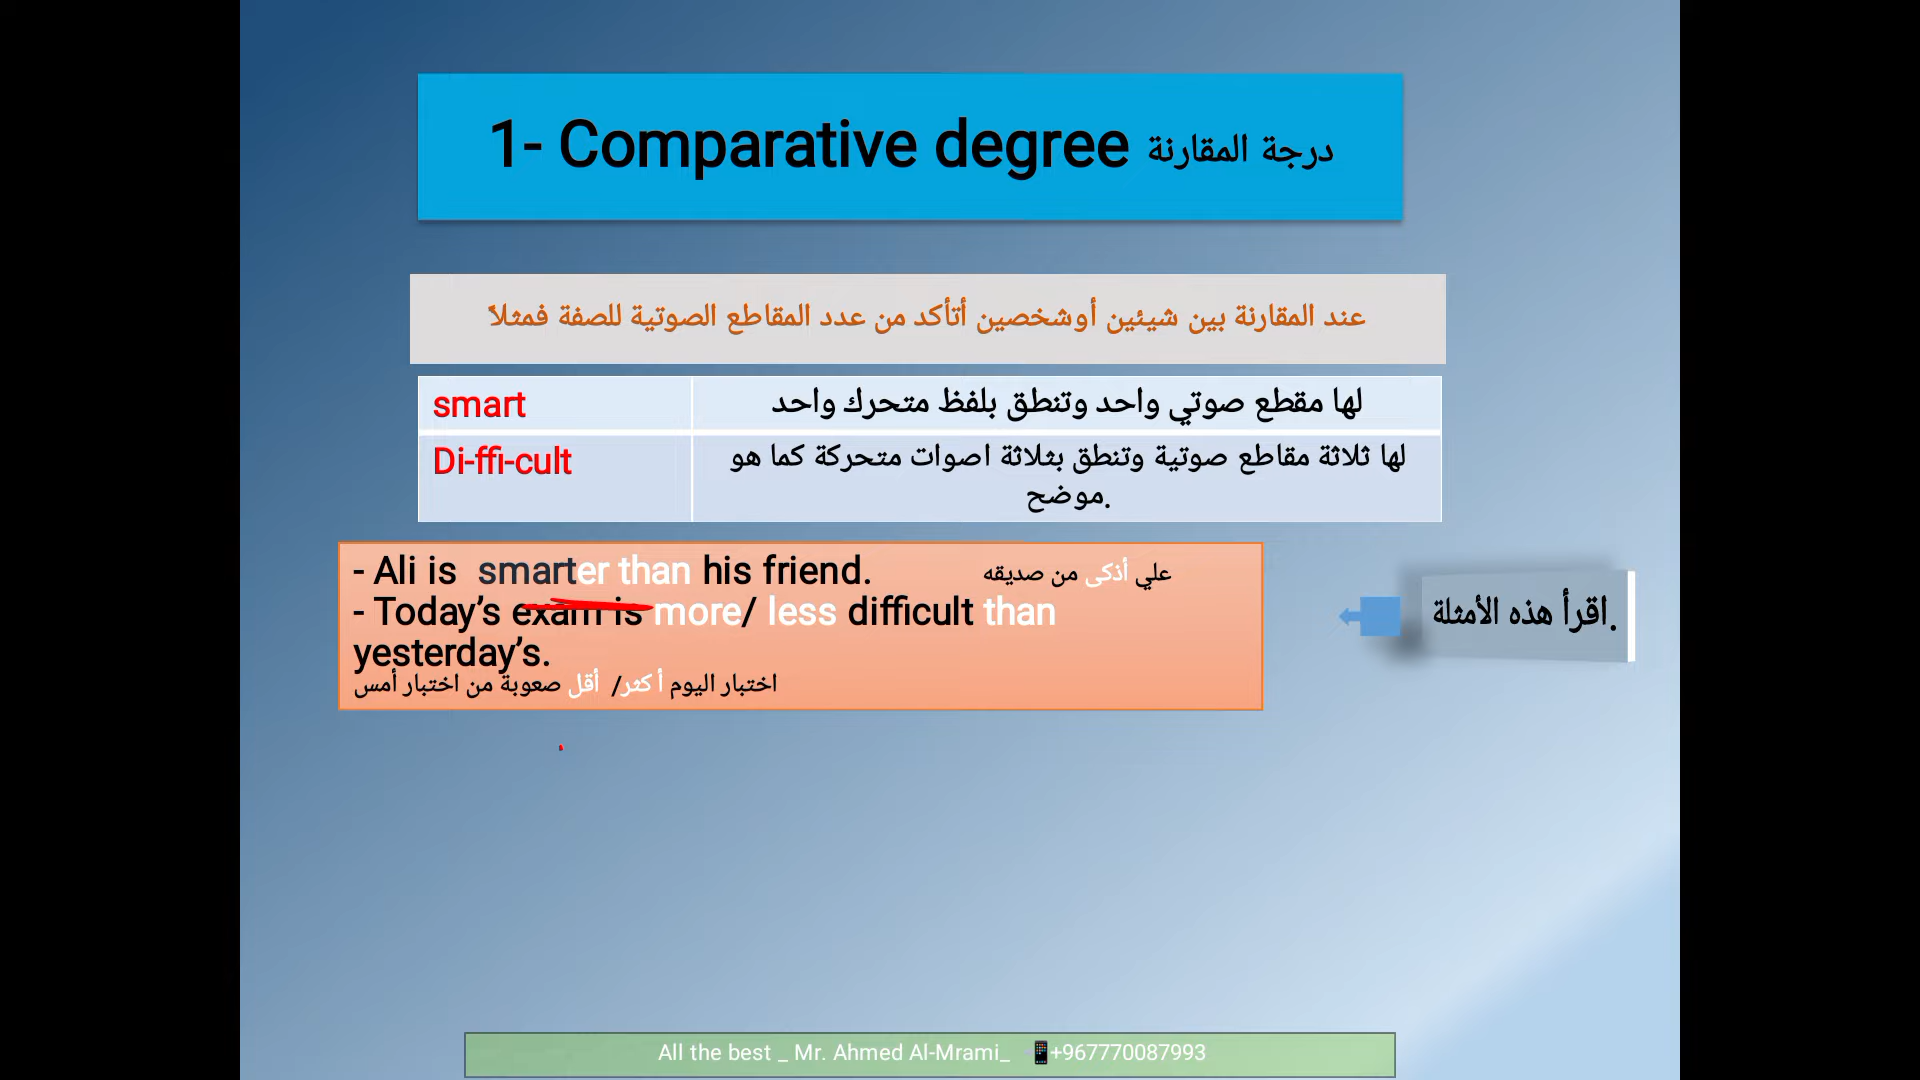 1- Comparative degree درجة المقارنة
عند المقارنة بين شيئين أوشخصين أتأكد من عدد المقاطع الصوتية للصفة فمثلاً
smart
لها مقطع صوتي واحد وتنطق بلفظ متحرك واحد
Di-ffi-cult
لها ثلاثة مقاطع صوتية وتنطق بثلاثة اصوات متحركة كما هو
موضح.
- Ali is smarter than his friend. علي أذكى من صديقه
- Today’s exam is more/ less difficult than
yesterday’s.
اختبار اليوم أكثر/ أقل صعوبة من اختبار أمس
اقرأ هذه الأمثلة.
All the best _ Mr. Ahmed Al-Mrami_ 📱+967770087993